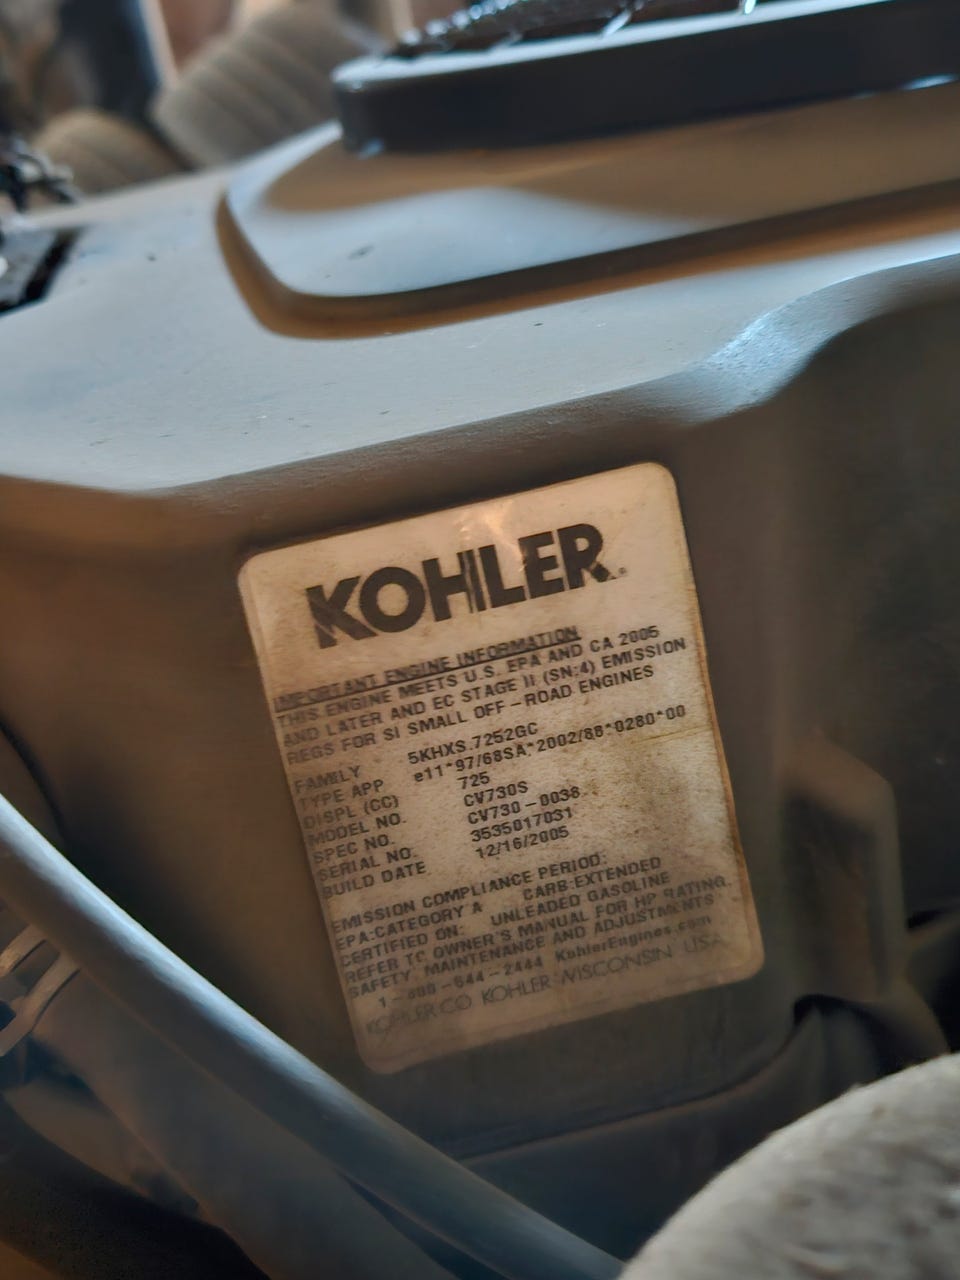 KOHLER®
IMPORTANT ENGINE INFORMATION
THIS ENGINE MEETS U.S. EPA AND CA 2005
AND LATER AND EC STAGE II (SN:4) EMISSION
REGS FOR SI SMALL OFF-ROAD ENGINES
FAMILY 5KHXS.7252GC
TYPE APP e11*97/68SA*2002/88*0280*00
DISPL (CC) 725
MODEL NO. CV730S
SPEC NO. CV730-0038
SERIAL NO. 3535017031
BUILD DATE 12/16/2005
EMISSION COMPLIANCE PERIOD:
EPA:CATEGORY A CARB:EXTENDED
CERTIFIED ON: UNLEADED GASOLINE
REFER TO OWNER'S MANUAL FOR HP RATING,
SAFETY, MAINTENANCE AND ADJUSTMENTS
1-800-544-2444 KohlerEngines.com
KOHLER CO. KOHLER WISCONSIN USA